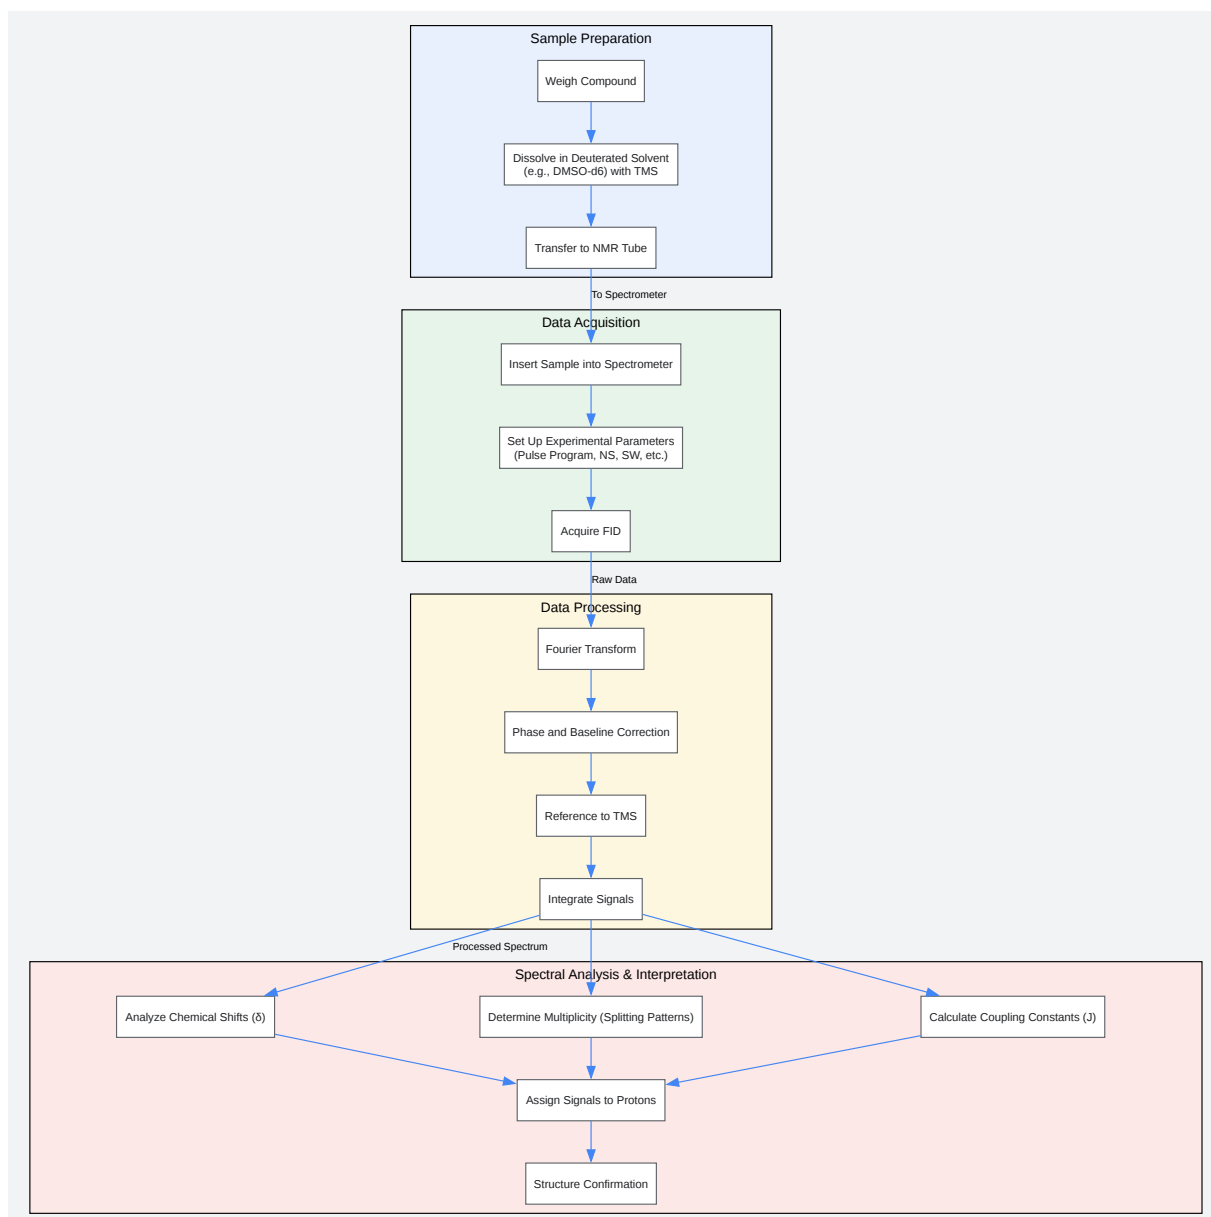 Sample Preparation
Weigh Compound
Dissolve in Deuterated Solvent
(e.g., DMSO-d6) with TMS
Transfer to NMR Tube
To Spectrometer
Data Acquisition
Insert Sample into Spectrometer
Set Up Experimental Parameters
(Pulse Program, NS, SW, etc.)
Acquire FID
Raw Data
Data Processing
Fourier Transform
Phase and Baseline Correction
Reference to TMS
Integrate Signals
Processed Spectrum
Spectral Analysis & Interpretation
Analyze Chemical Shifts (δ)
Determine Multiplicity (Splitting Patterns)
Calculate Coupling Constants (J)
Assign Signals to Protons
Structure Confirmation